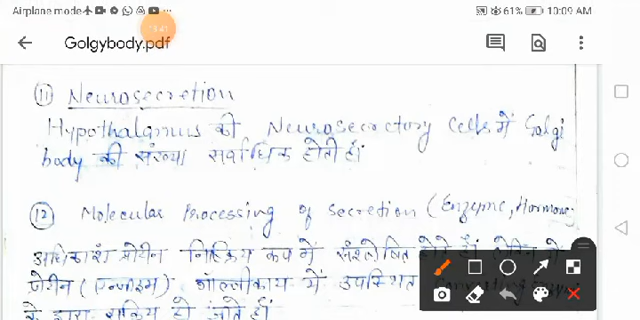 Airplane mode 61% 10:09 AM
Golgybody.pdf
(11) Neurosecretion
Hypothalamus की Neurosecretory Cells में Golgi
body की संख्या सर्वाधिक होती है।
(12) Molecular Processing of secretion (Enzyme, Hormone
अधिकांश प्रोटीन निष्क्रिय रूप में संश्लेषित होते हैं।
प्रोटीन (एन्जाइम) गॉल्जीकाय में उपस्थित
के द्वारा सक्रिय हो जाते हैं।